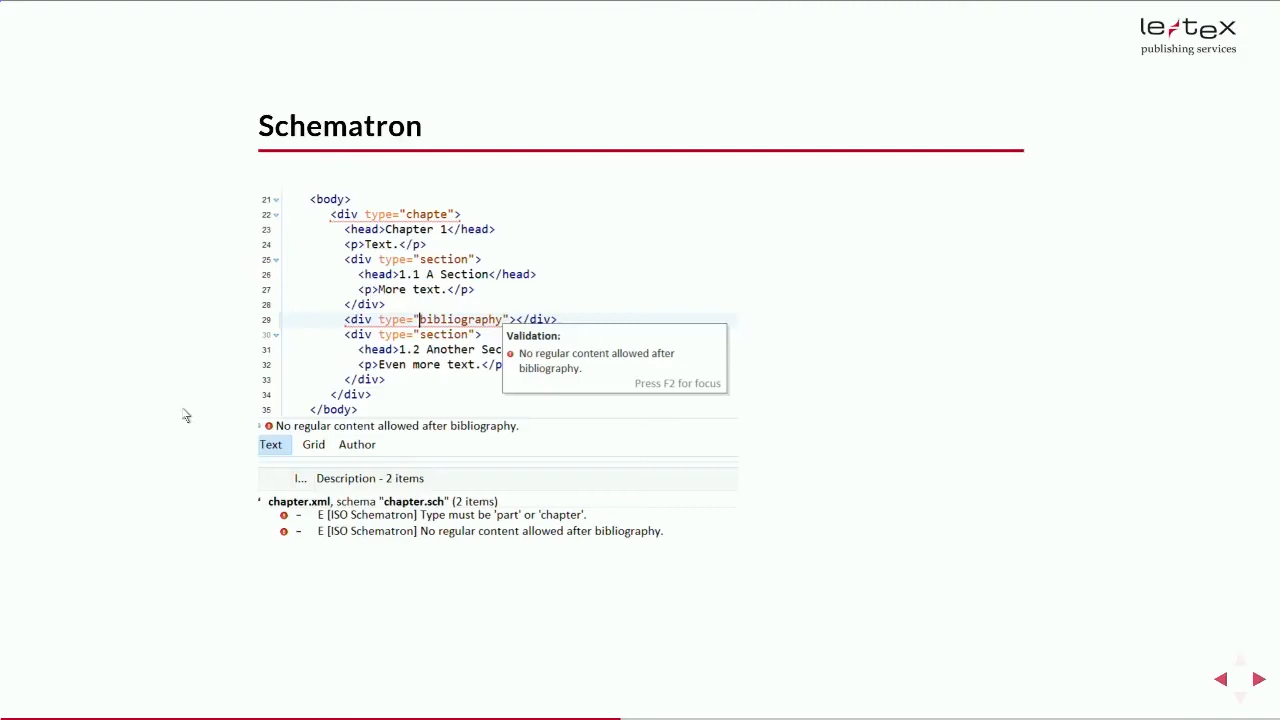 le-tex
publishing services
Schematron
21 <body>
22 <div type="chapte">
23 <head>Chapter 1</head>
24 <p>Text.</p>
25 <div type="section">
26 <head>1.1 A Section</head>
27 <p>More text.</p>
28 </div>
29 <div type="bibliography"></div>
30 <div type="section">
31 <head>1.2 Another Sec
32 <p>Even more text.</p
33 </div>
34 </div>
35 </body>
Validation:
No regular content allowed after
bibliography.
Press F2 for focus
No regular content allowed after bibliography.
Text Grid Author
I... Description - 2 items
chapter.xml, schema "chapter.sch" (2 items)
– E [ISO Schematron] Type must be 'part' or 'chapter'.
– E [ISO Schematron] No regular content allowed after bibliography.